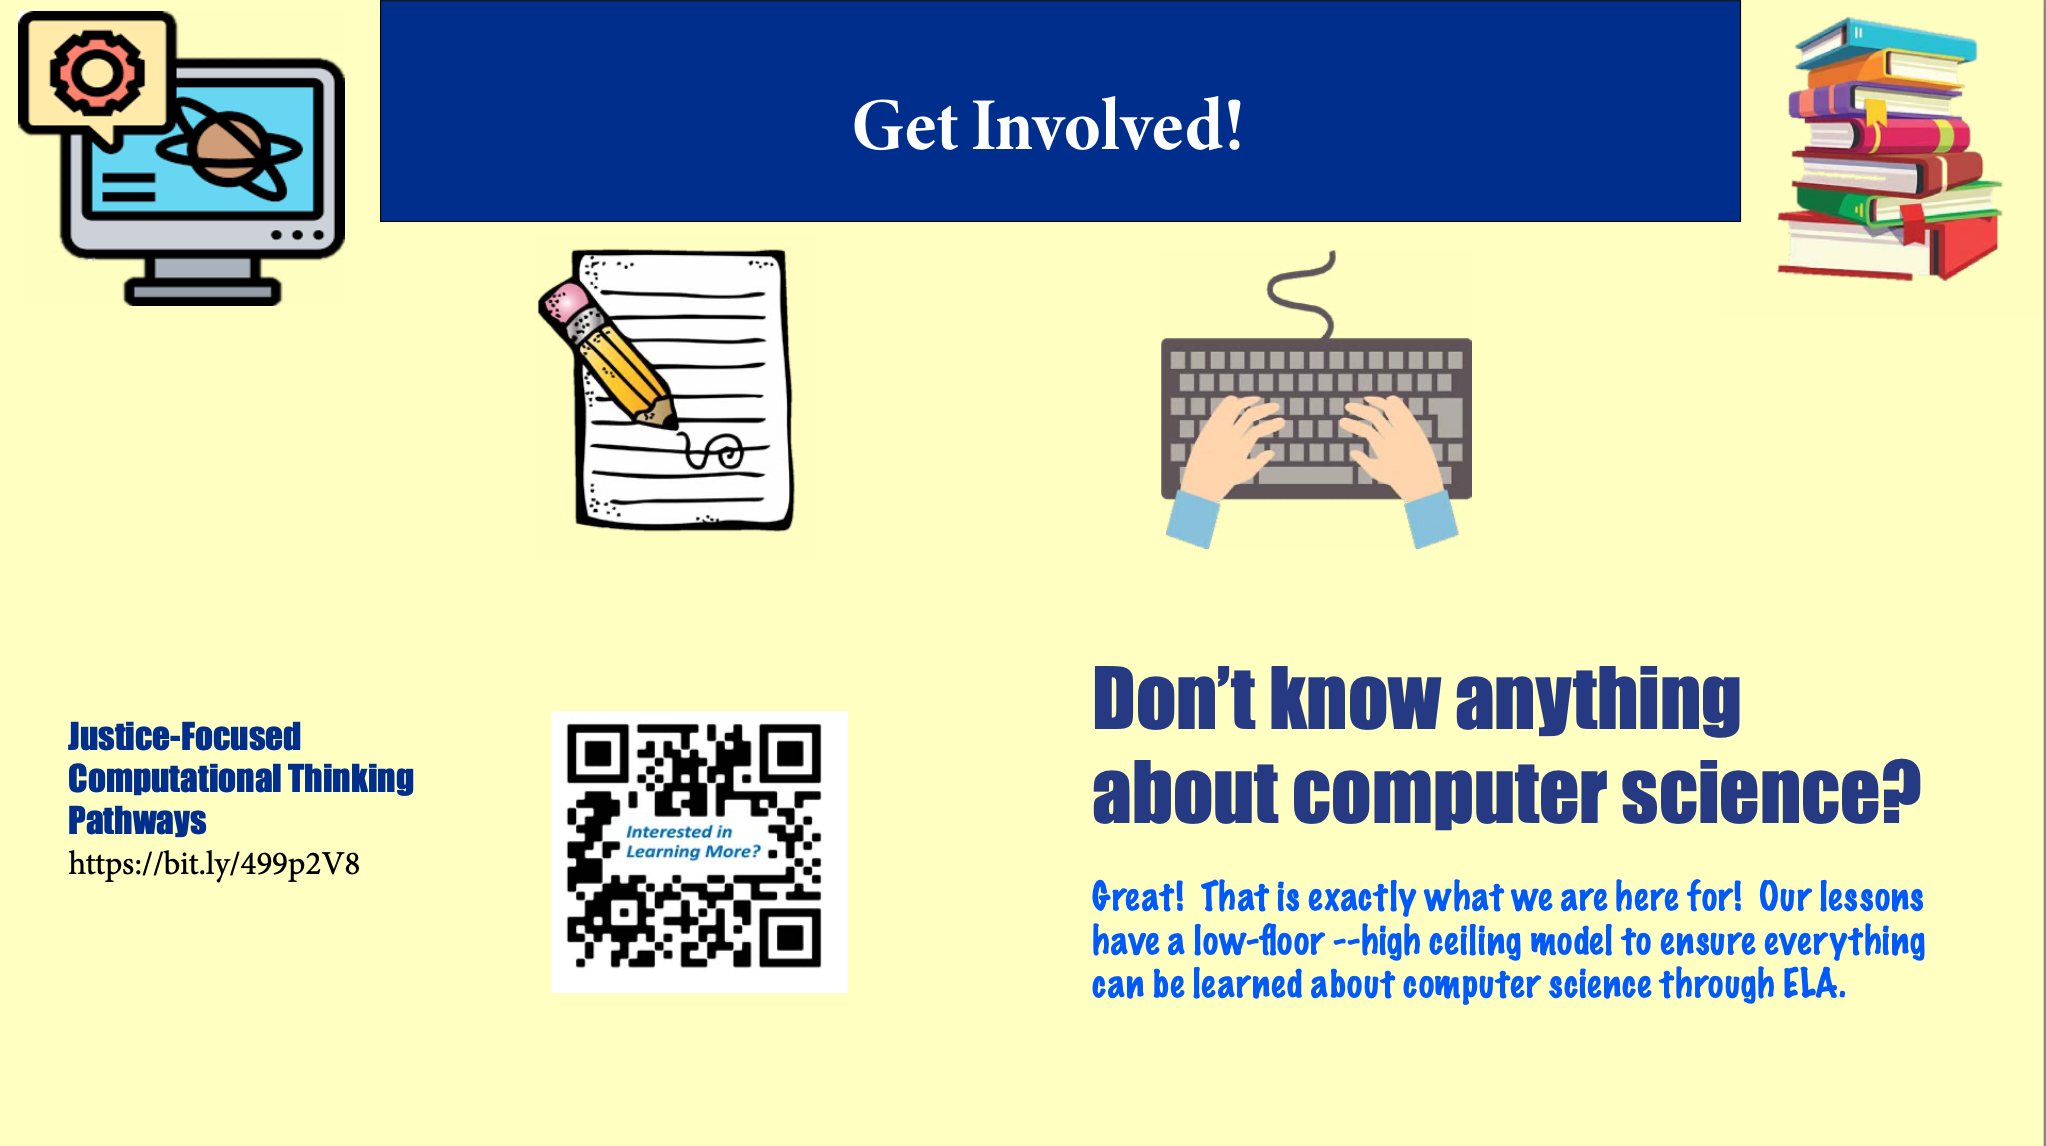 Get Involved!
Justice-Focused
Computational Thinking
Pathways
https://bit.ly/499p2V8
Interested in
Learning More?
Don’t know anything
about computer science?
Great!  That is exactly what we are here for!  Our lessons
have a low-floor --high ceiling model to ensure everything
can be learned about computer science through ELA.